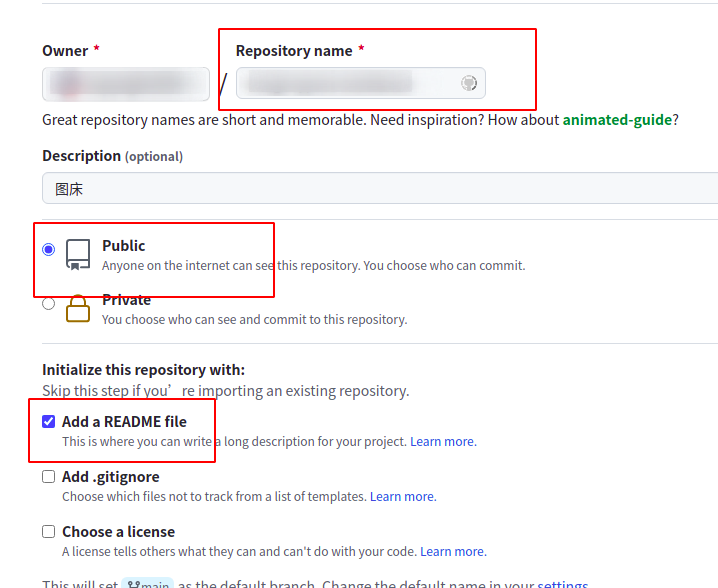 Owner * Repository name *
/
Great repository names are short and memorable. Need inspiration? How about animated-guide?
Description (optional)
图床
Public
Anyone on the internet can see this repository. You choose who can commit.
Private
You choose who can see and commit to this repository.
Initialize this repository with:
Skip this step if you’re importing an existing repository.
Add a README file
This is where you can write a long description for your project. Learn more.
Add .gitignore
Choose which files not to track from a list of templates. Learn more.
Choose a license
A license tells others what they can and can't do with your code. Learn more.
This will set main as the default branch. Change the default name in your settings.